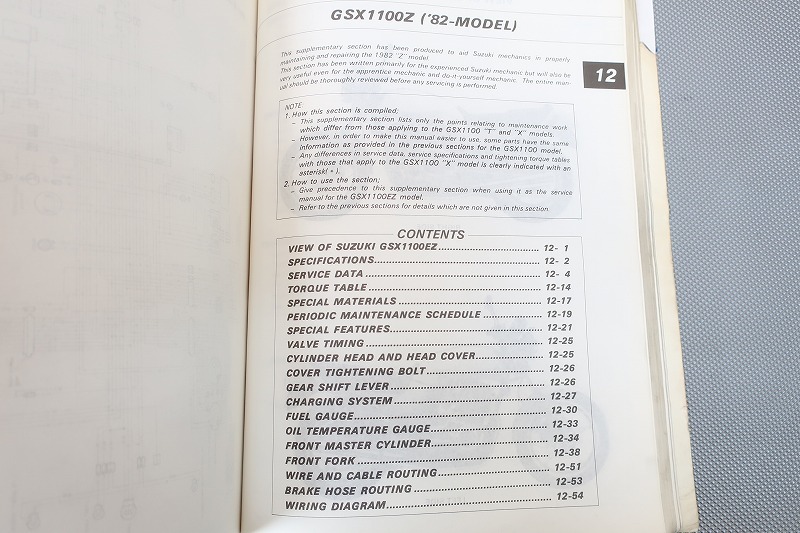 GSX1100Z ('82-MODEL)
This supplementary section has been produced to aid Suzuki mechanics in properly
maintaining and repairing the 1982 "Z" model.
This section has been written primarily for the experienced Suzuki mechanic but will also be
very useful even for the apprentice mechanic and do-it-yourself mechanic. The entire man-
ual should be thoroughly reviewed before any servicing is performed.
12
NOTE:
1. How this section is compiled;
– This supplementary section lists only the points relating to maintenance work
which differ from those applying to the GSX1100 "T" and "X" models.
– However, in order to make this manual easier to use, some parts have the same
information as provided in the previous sections for the GSX1100 model.
– Any differences in service data, service specifications and tightening torque tables
with those that apply to the GSX1100 "X" model is clearly indicated with an
asterisk( * ).
2. How to use the section;
– Give precedence to this supplementary section when using it as the service
manual for the GSX1100EZ model.
– Refer to the previous sections for details which are not given in this section.
CONTENTS
VIEW OF SUZUKI GSX1100EZ 12- 1
SPECIFICATIONS 12- 2
SERVICE DATA 12- 4
TORQUE TABLE 12-14
SPECIAL MATERIALS 12-17
PERIODIC MAINTENANCE SCHEDULE 12-19
SPECIAL FEATURES 12-21
VALVE TIMING 12-25
CYLINDER HEAD AND HEAD COVER 12-25
COVER TIGHTENING BOLT 12-26
GEAR SHIFT LEVER 12-26
CHARGING SYSTEM 12-27
FUEL GAUGE 12-30
OIL TEMPERATURE GAUGE 12-33
FRONT MASTER CYLINDER 12-34
FRONT FORK 12-38
WIRE AND CABLE ROUTING 12-51
BRAKE HOSE ROUTING 12-53
WIRING DIAGRAM 12-54